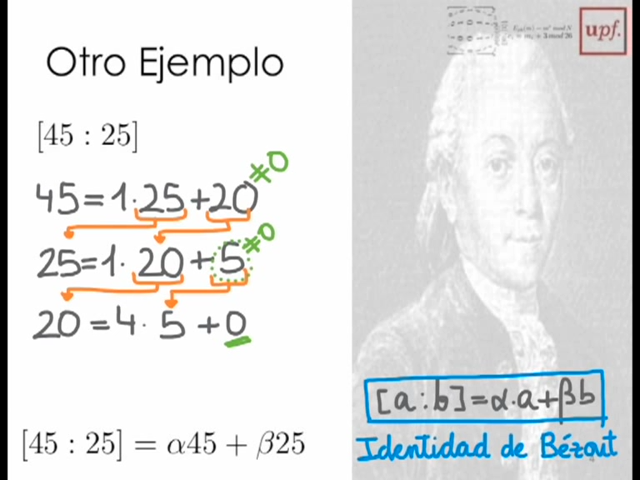 Otro Ejemplo
upf.
[45 : 25]
45=1·25+20≠0
25=1·20+5≠0
20=4·5+0
[a:b]=α·a+βb
Identidad de Bézout
[45 : 25] = α45 + β25